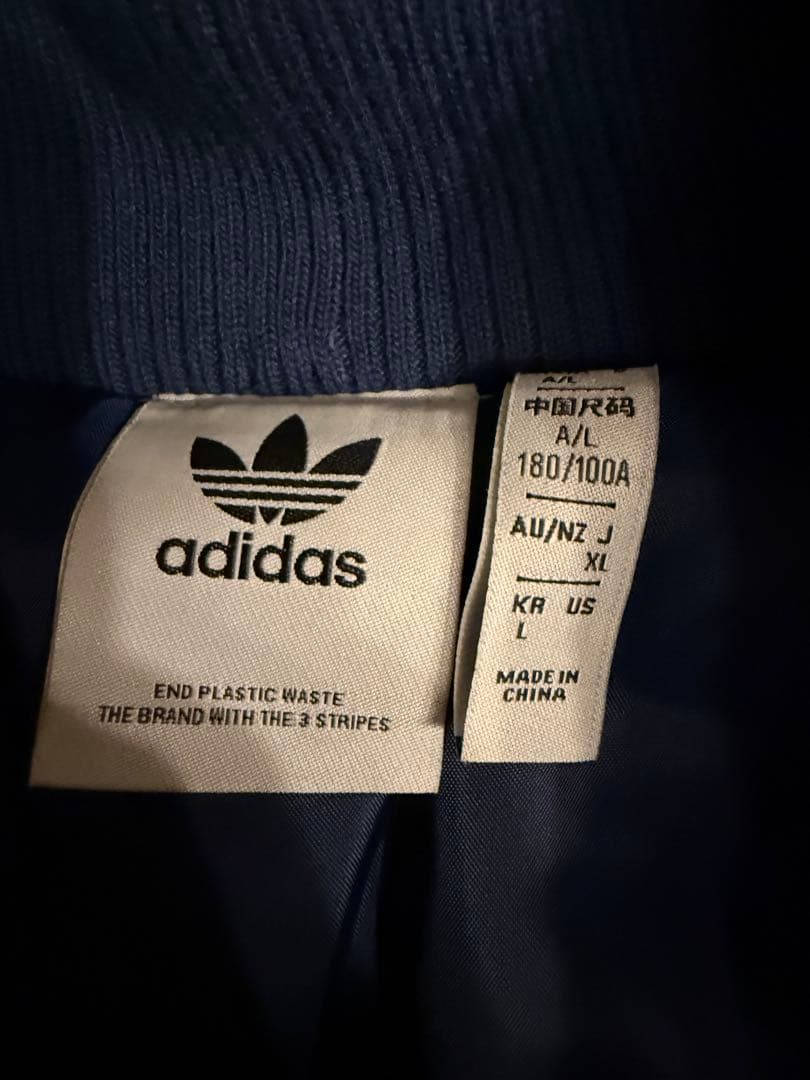 adidas
END PLASTIC WASTE
THE BRAND WITH THE 3 STRIPES
A/L
中国尺码
A/L
180/100A
AU/NZ J
XL
KR US
L
MADE IN
CHINA